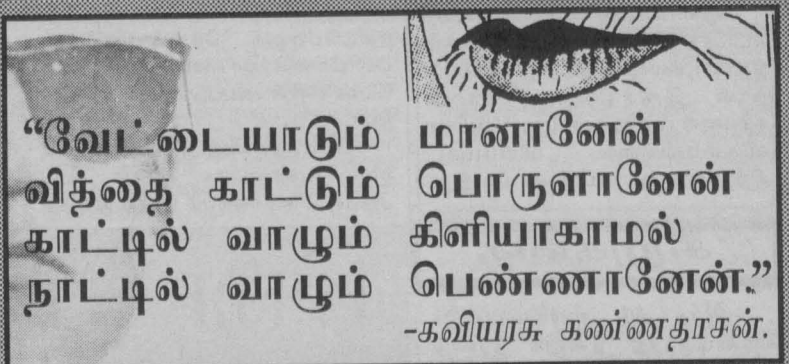 “வேட்டையாடும் மானானேன்
வித்தை காட்டும் பொருளானேன்
காட்டில் வாழும் கிளியாகாமல்
நாட்டில் வாழும் பெண்ணானேன்.”
-கவியரசு கண்ணதாசன்.